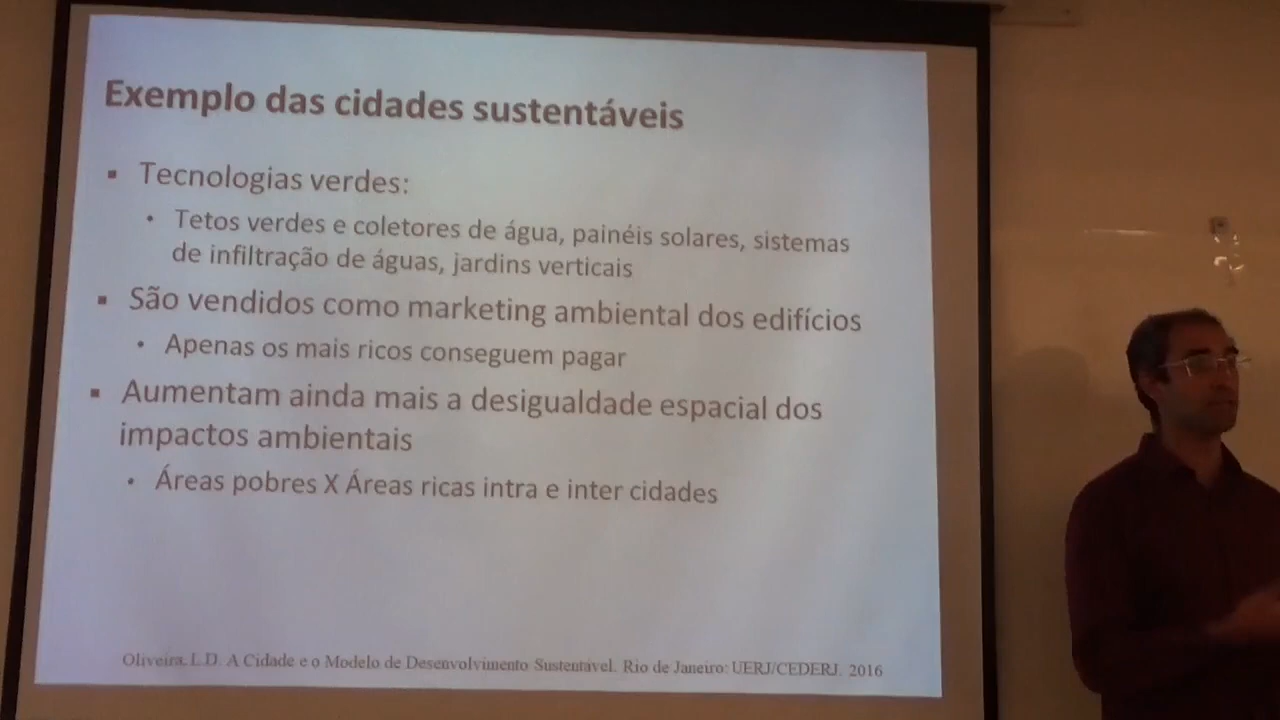 Exemplo das cidades sustentáveis
▪ Tecnologias verdes:
• Tetos verdes e coletores de água, painéis solares, sistemas
de infiltração de águas, jardins verticais
▪ São vendidos como marketing ambiental dos edifícios
• Apenas os mais ricos conseguem pagar
▪ Aumentam ainda mais a desigualdade espacial dos
impactos ambientais
• Áreas pobres X Áreas ricas intra e inter cidades
Oliveira, L.D. A Cidade e o Modelo de Desenvolvimento Sustentável. Rio de Janeiro: UERJ/CEDERJ. 2016